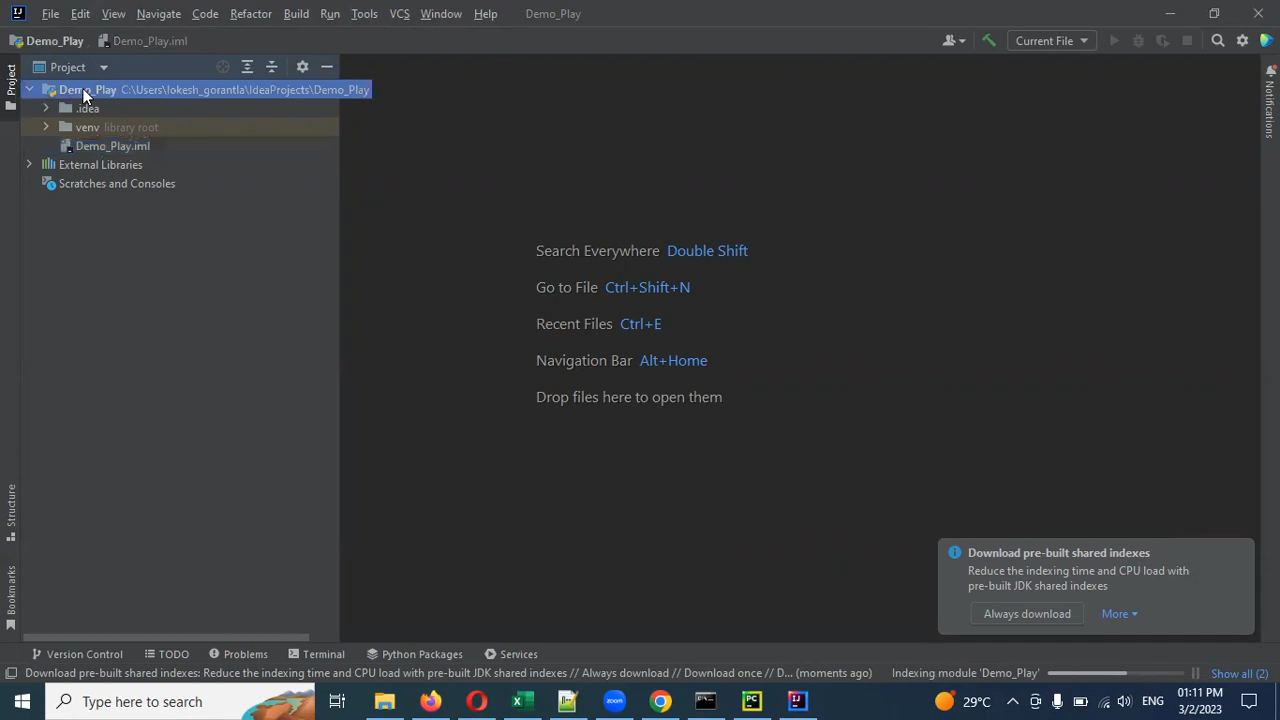 File Edit View Navigate Code Refactor Build Run Tools VCS Window Help Demo_Play
Demo_Play Demo_Play.iml Current File
Project
Project
Demo_Play C:\Users\lokesh_gorantla\IdeaProjects\Demo_Play
.idea
venv library root
Demo_Play.iml
External Libraries
Scratches and Consoles
Notifications
Search Everywhere Double Shift
Go to File Ctrl+Shift+N
Recent Files Ctrl+E
Navigation Bar Alt+Home
Drop files here to open them
Structure
Bookmarks
Download pre-built shared indexes
Reduce the indexing time and CPU load with
pre-built JDK shared indexes
Always download More
Version Control TODO Problems Terminal Python Packages Services
Download pre-built shared indexes: Reduce the indexing time and CPU load with pre-built JDK shared indexes // Always download // Download once // D... (moments ago) Indexing module 'Demo_Play' Show all (2)
Type here to search
zoom
PC
29°C
ENG
01:11 PM
3/2/2023